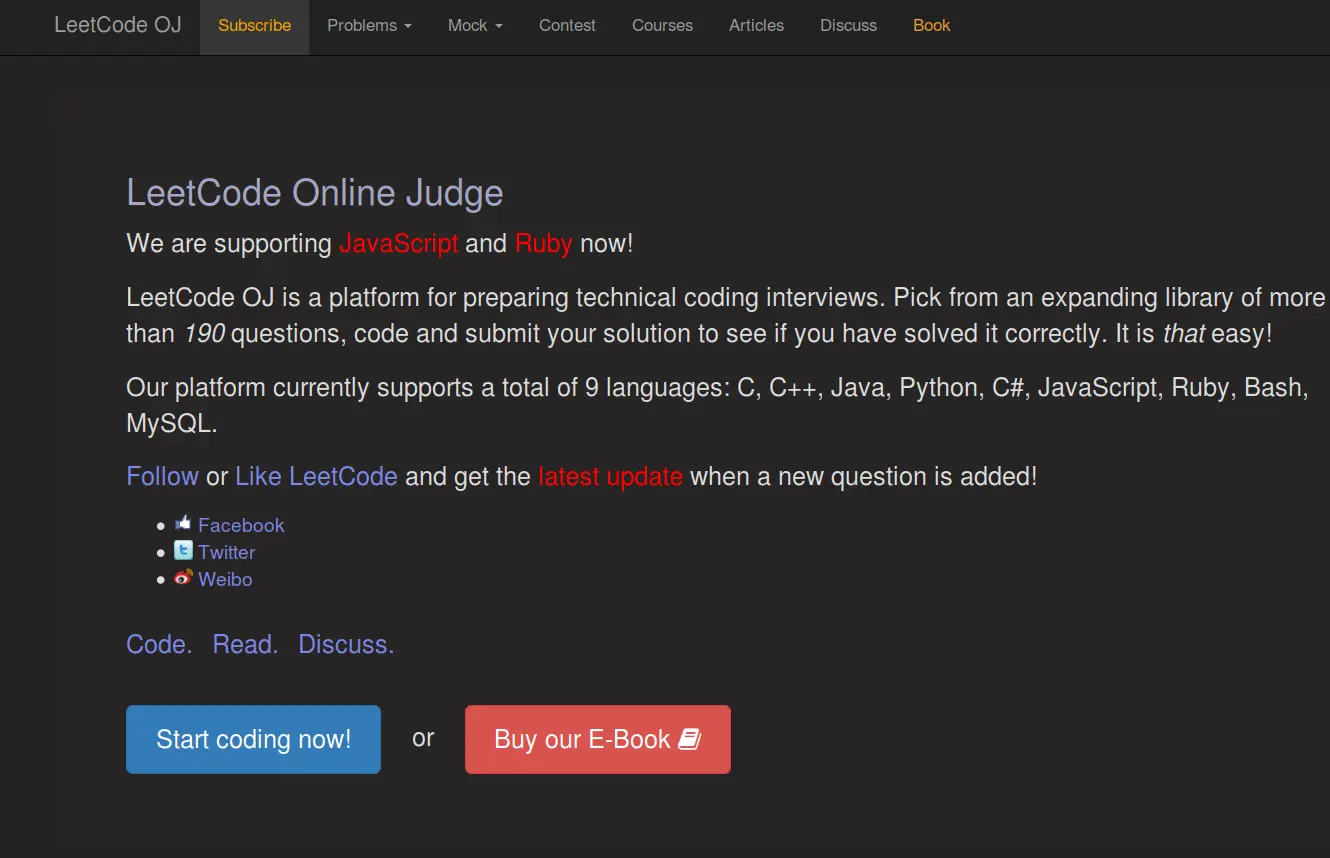 LeetCode OJ Subscribe Problems Mock Contest Courses Articles Discuss Book
LeetCode Online Judge
We are supporting JavaScript and Ruby now!
LeetCode OJ is a platform for preparing technical coding interviews. Pick from an expanding library of more
than 190 questions, code and submit your solution to see if you have solved it correctly. It is that easy!
Our platform currently supports a total of 9 languages: C, C++, Java, Python, C#, JavaScript, Ruby, Bash,
MySQL.
Follow or Like LeetCode and get the latest update when a new question is added!
Facebook
Twitter
Weibo
Code. Read. Discuss.
Start coding now! or Buy our E-Book